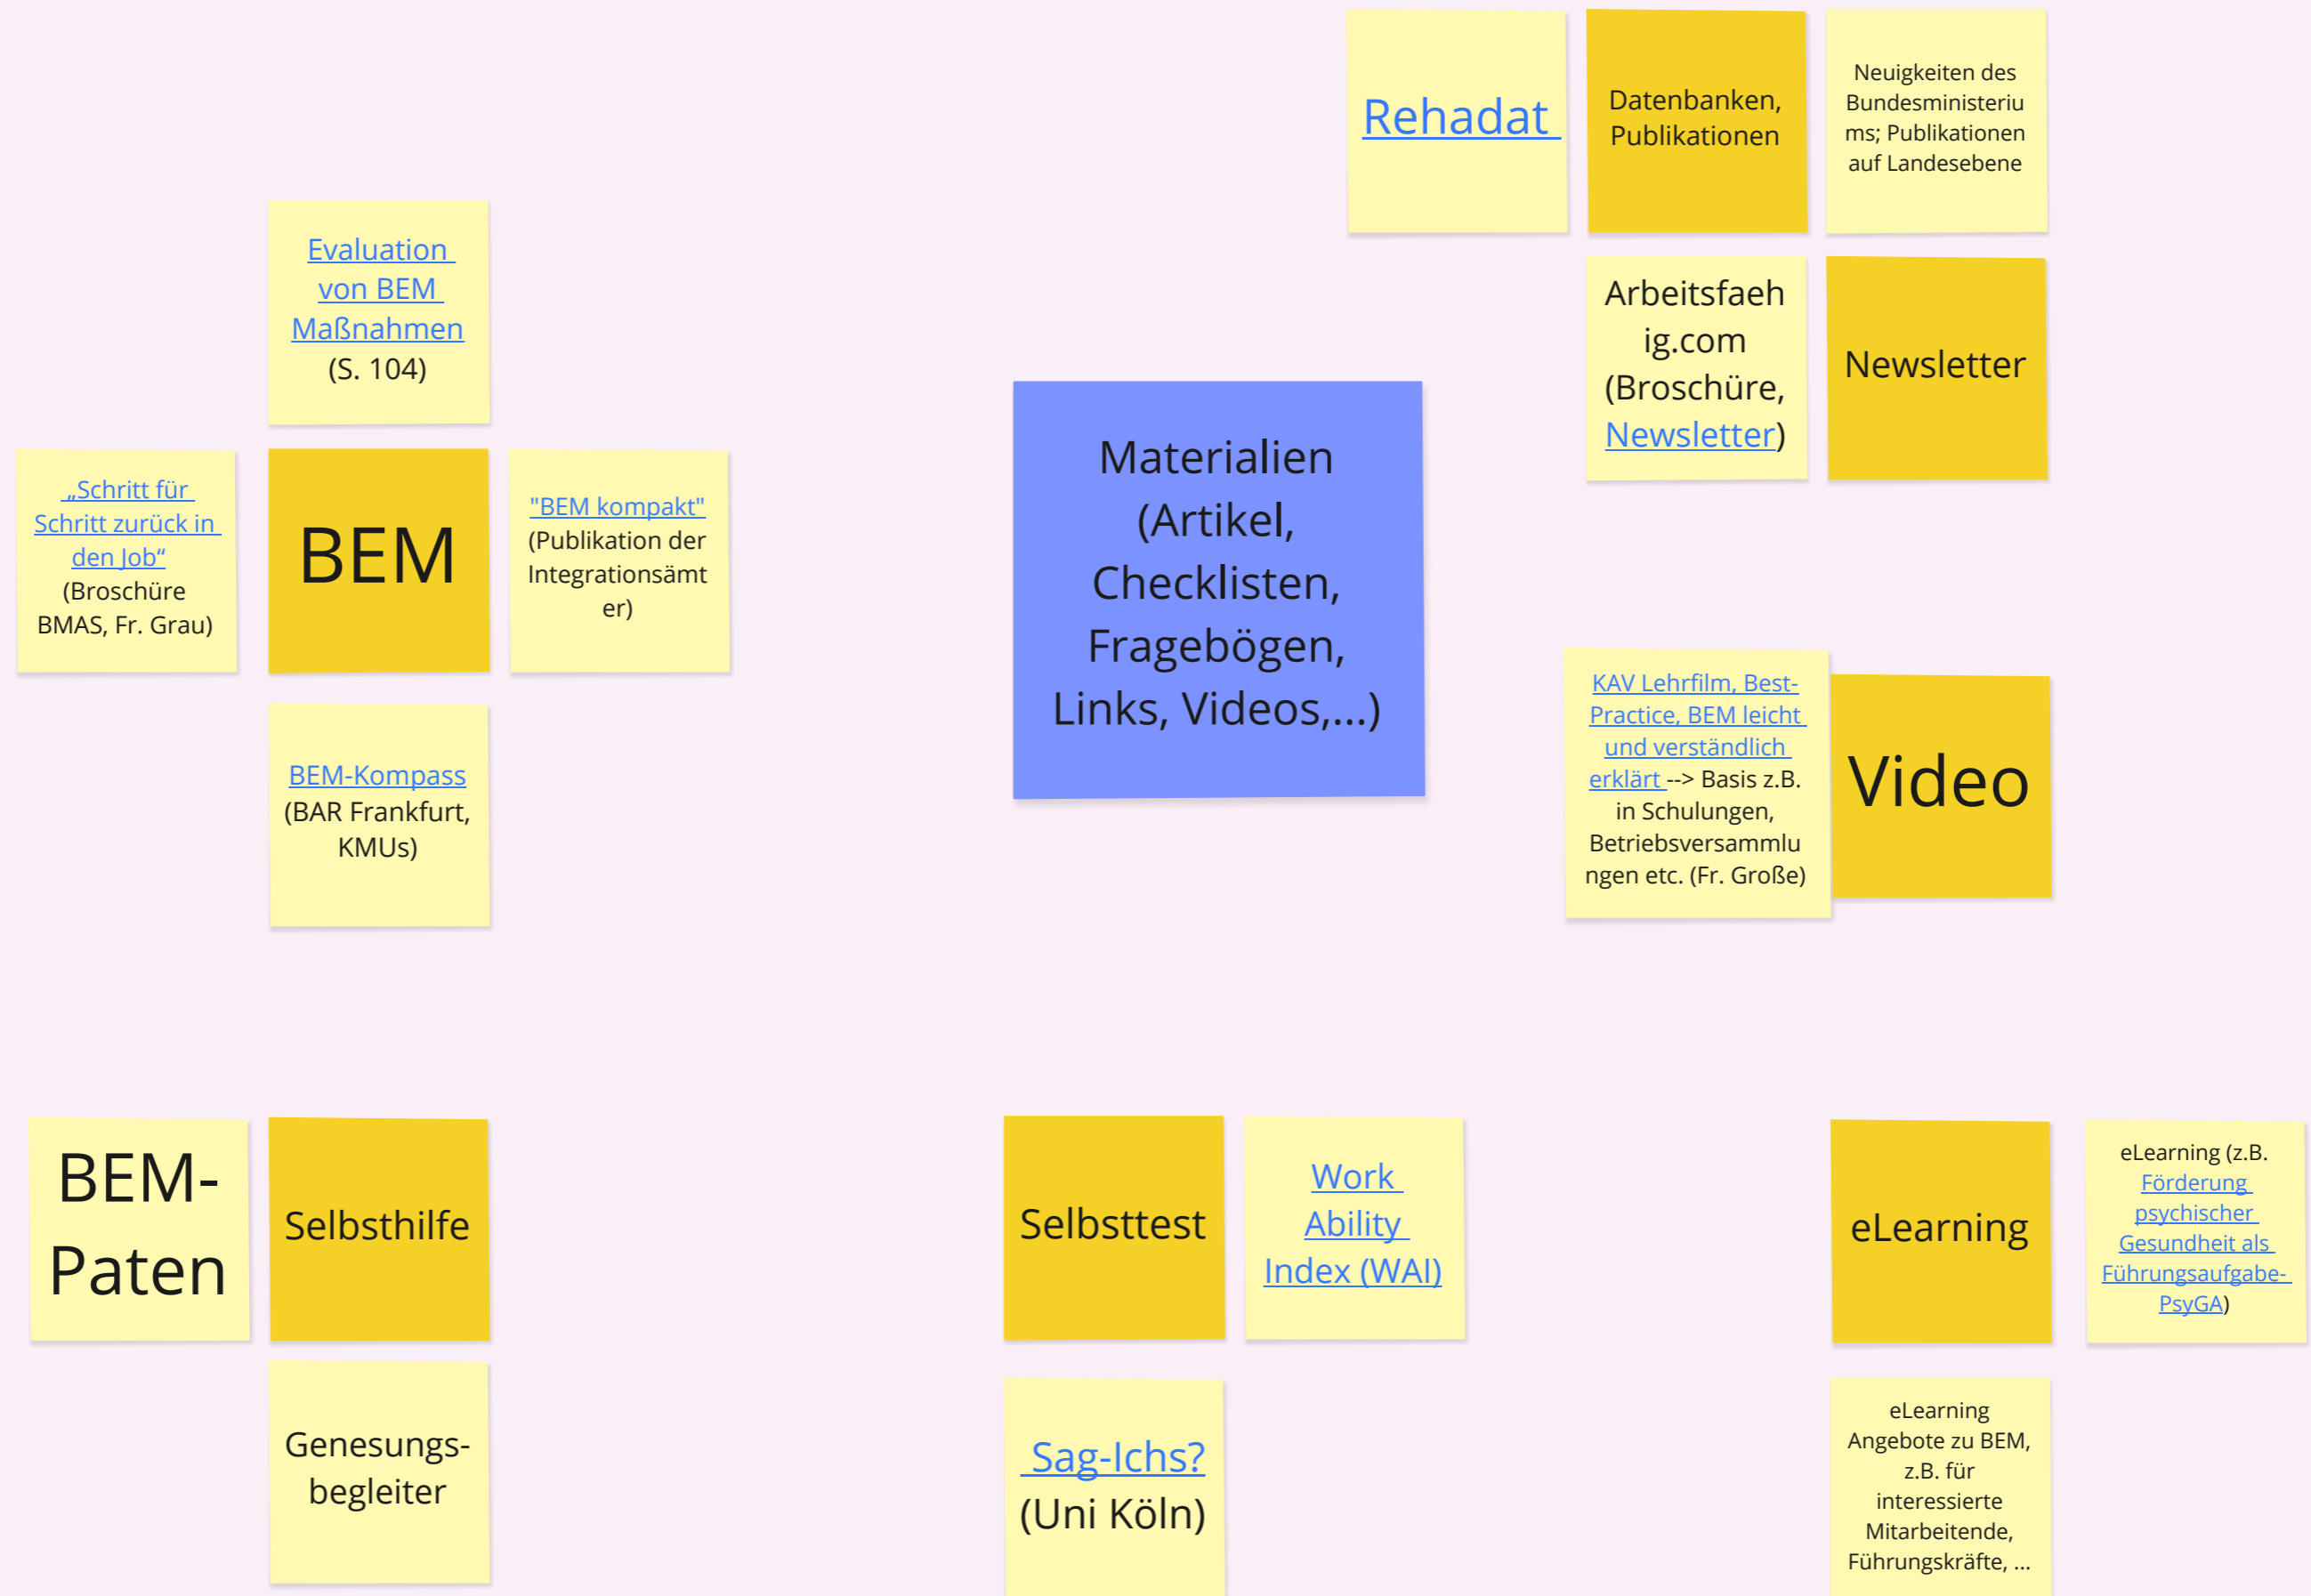 Rehadat
Datenbanken,
Publikationen
Neuigkeiten des
Bundesministeriu
ms; Publikationen
auf Landesebene
Arbeitsfaeh
ig.com
(Broschüre,
Newsletter)
Newsletter
Evaluation
von BEM
Maßnahmen
(S. 104)
„Schritt für
Schritt zurück in
den Job“
(Broschüre
BMAS, Fr. Grau)
BEM
"BEM kompakt"
(Publikation der
Integrationsämt
er)
BEM-Kompass
(BAR Frankfurt,
KMUs)
Materialien
(Artikel,
Checklisten,
Fragebögen,
Links, Videos,...)
KAV Lehrfilm, Best-
Practice, BEM leicht
und verständlich
erklärt --> Basis z.B.
in Schulungen,
Betriebsversammlu
ngen etc. (Fr. Große)
Video
BEM-
Paten
Selbsthilfe
Genesungs-
begleiter
Selbsttest
Work
Ability
Index (WAI)
Sag-Ichs?
(Uni Köln)
eLearning
eLearning (z.B.
Förderung
psychischer
Gesundheit als
Führungsaufgabe-
PsyGA)
eLearning
Angebote zu BEM,
z.B. für
interessierte
Mitarbeitende,
Führungskräfte, ...